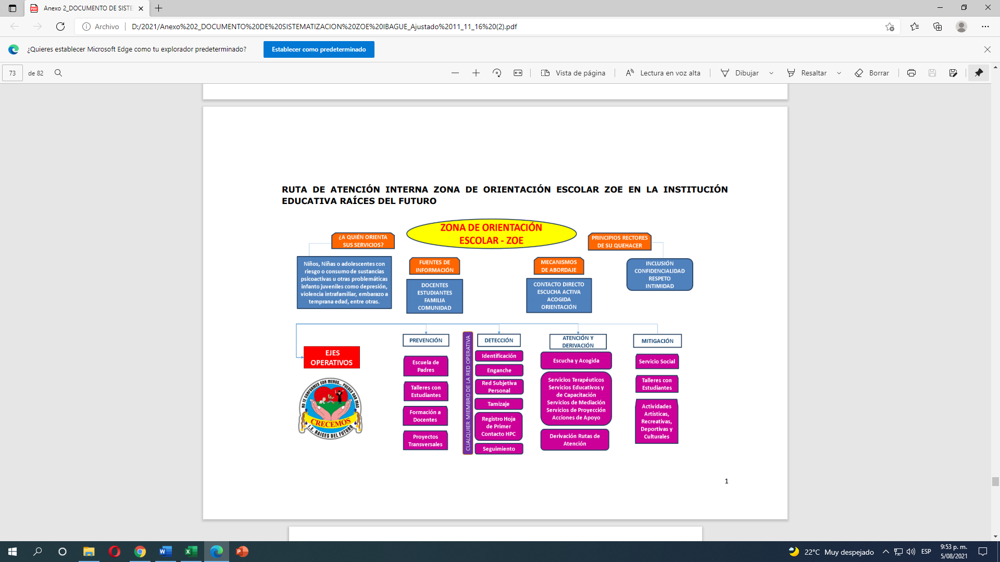 Anexo 2_DOCUMENTO DE SISTE
Archivo
D:/2021/Anexo%202_DOCUMENTO%20DE%20SISTEMATIZACION%20ZOE%20IBAGUE_Ajustado%2011_11_16%20(2).pdf
¿Quieres establecer Microsoft Edge como tu explorador predeterminado?
Establecer como predeterminado
73
de 82
Vista de página
Lectura en voz alta
Dibujar
Resaltar
Borrar
RUTA DE ATENCIÓN INTERNA ZONA DE ORIENTACIÓN ESCOLAR ZOE EN LA INSTITUCIÓN
EDUCATIVA RAÍCES DEL FUTURO
ZONA DE ORIENTACIÓN
ESCOLAR - ZOE
¿A QUIÉN ORIENTA
SUS SERVICIOS?
Niños, Niñas o adolescentes con
riesgo o consumo de sustancias
psicoactivas u otras problemáticas
infanto juveniles como depresión,
violencia intrafamiliar, embarazo a
temprana edad, entre otras.
FUENTES DE
INFORMACIÓN
DOCENTES
ESTUDIANTES
FAMILIA
COMUNIDAD
MECANISMOS
DE ABORDAJE
CONTACTO DIRECTO
ESCUCHA ACTIVA
ACOGIDA
ORIENTACIÓN
PRINCIPIOS RECTORES
DE SU QUEHACER
INCLUSIÓN
CONFIDENCIALIDAD
RESPETO
INTIMIDAD
EJES
OPERATIVOS
NO TE CONFORMES CON MENOS... PUEDES DAR MAS
CRECEMOS
I.E. RAICES DEL FUTURO
PREVENCIÓN
Escuela de
Padres
Talleres con
Estudiantes
Formación a
Docentes
Proyectos
Transversales
CUALQUIER MIEMBRO DE LA RED OPERATIVA
DETECCIÓN
Identificación
Enganche
Red Subjetiva
Personal
Tamizaje
Registro Hoja
de Primer
Contacto HPC
Seguimiento
ATENCIÓN Y
DERIVACIÓN
Escucha y Acogida
Servicios Terapéuticos
Servicios Educativos y
de Capacitación
Servicios de Mediación
Servicios de Proyección
Acciones de Apoyo
Derivación Rutas de
Atención
MITIGACIÓN
Servicio Social
Talleres con
Estudiantes
Actividades
Artísticas,
Recreativas,
Deportivas y
Culturales
1
22°C Muy despejado
ESP
9:53 p. m.
5/08/2021